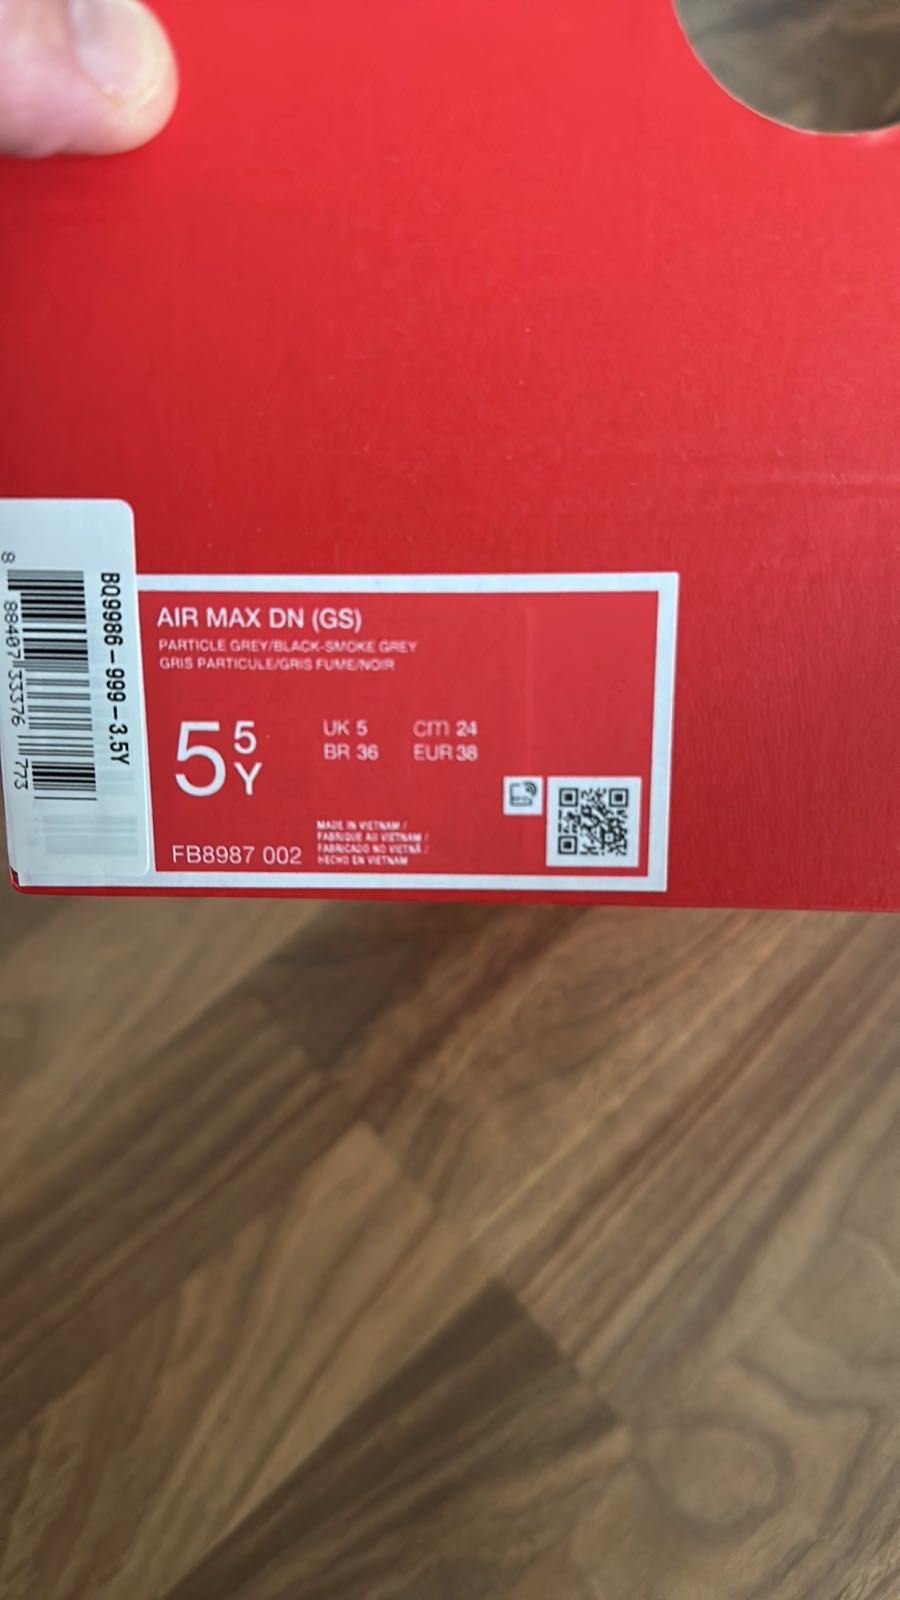 AIR MAX DN (GS)
PARTICLE GREY/BLACK-SMOKE GREY
GRIS PARTICULE/GRIS FUME/NOIR
5 5Y
UK 5 cm 24
BR 36 EUR 38
FB8987 002
MADE IN VIETNAM /
FABRIQUE AU VIETNAM /
FABRICADO NO VIETNÃ /
HECHO EN VIETNAM
BQ9986-999-3.5Y
8 88407 33376 773